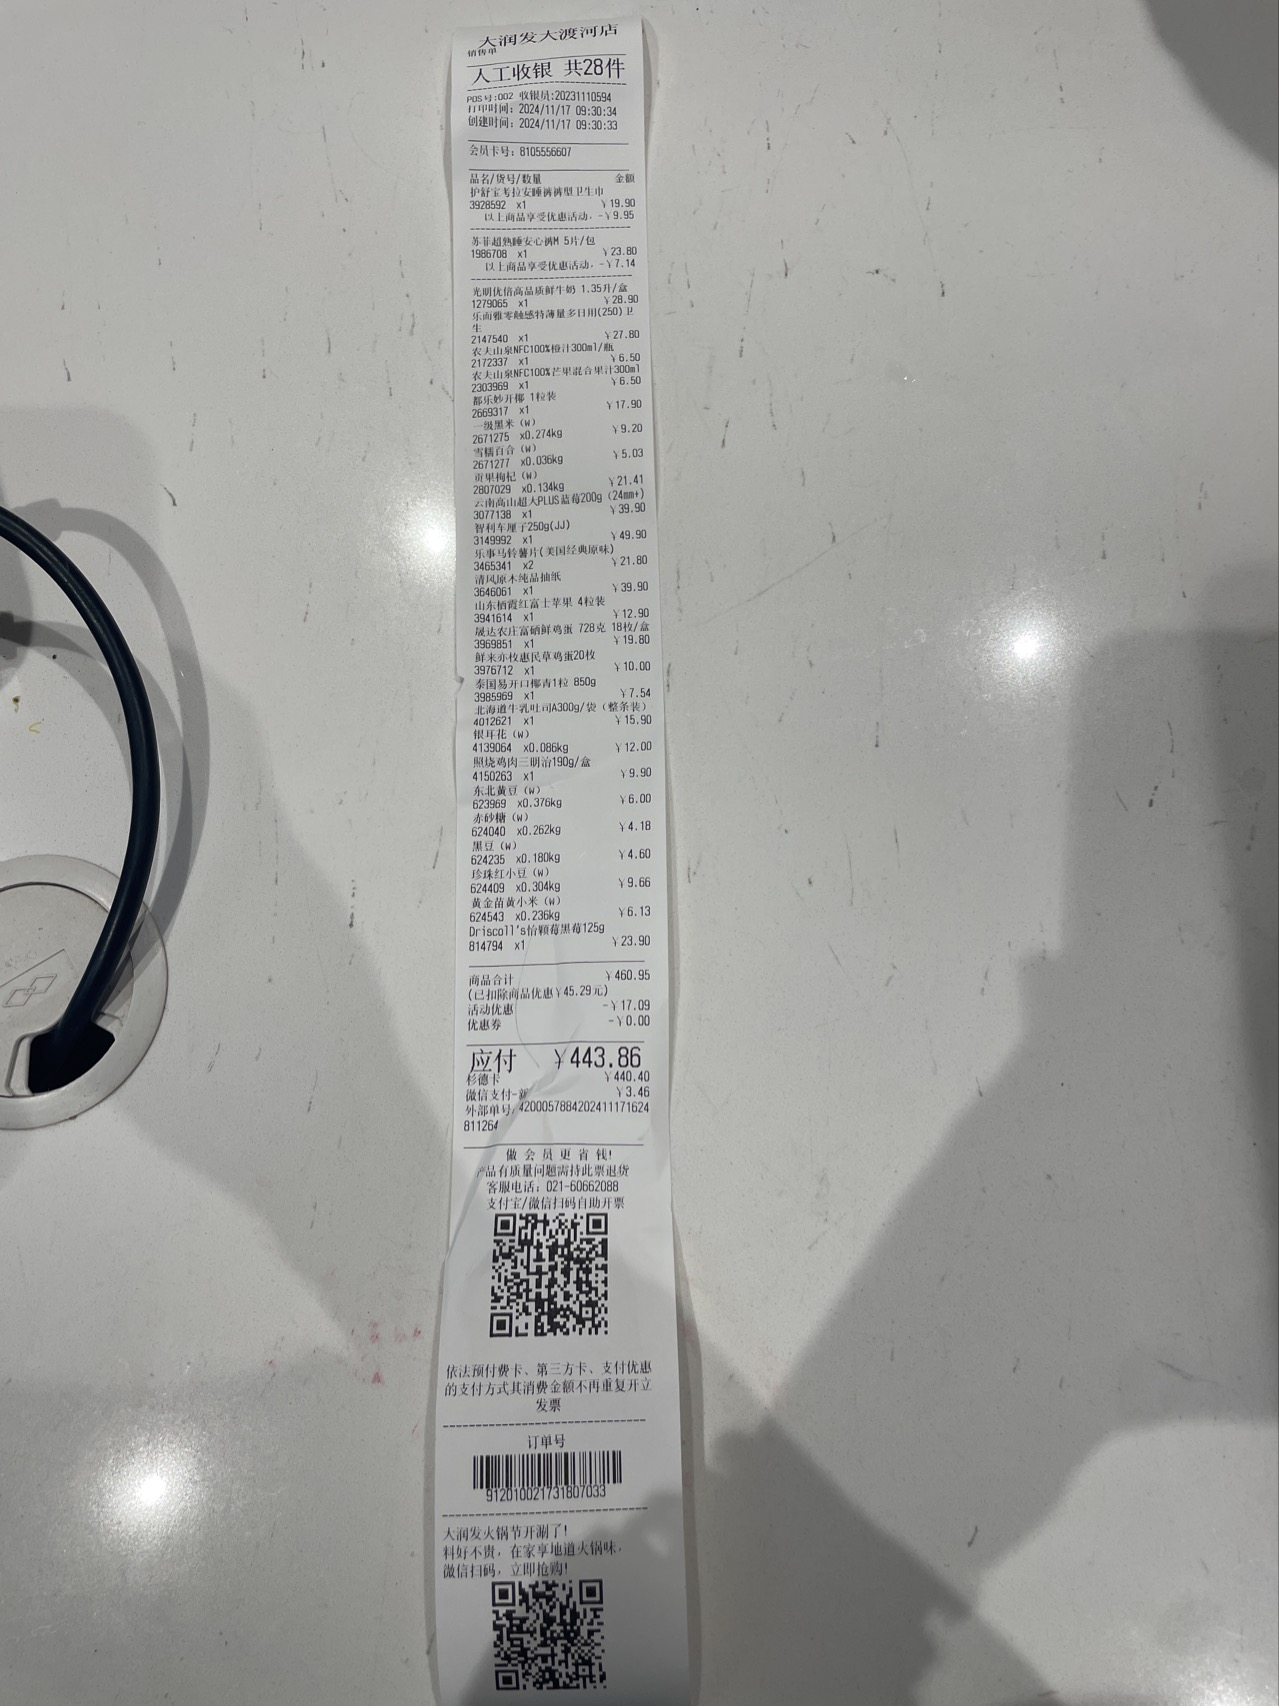 大润发大渡河店
销售单
人工收银 共28件
POS号:002 收银员:20231110594
打印时间: 2024/11/17 09:30:34
创建时间: 2024/11/17 09:30:33
会员卡号: 8105556607
品名/货号/数量 金额
护舒宝考拉安睡裤裤型卫生巾
3928592 x1 ¥19.90
以上商品享受优惠活动, -¥9.95
苏菲超熟睡安心裤M 5片/包
1986708 x1 ¥23.80
以上商品享受优惠活动, -¥7.14
光明优倍高品质鲜牛奶 1.35升/盒
1279065 x1 ¥28.90
乐而雅零触感特薄量多日用(250)卫
生
2147540 x1 ¥27.80
农夫山泉NFC100%橙汁300ml/瓶
2172337 x1 ¥6.50
农夫山泉NFC100%芒果混合果汁300ml
2303969 x1 ¥6.50
都乐妙开椰 1粒装
2669317 x1 ¥17.90
一级黑米(W)
2671275 x0.274kg ¥9.20
雪糯百合(W)
2671277 x0.036kg ¥5.03
贡果枸杞(W)
2807029 x0.134kg ¥21.41
云南高山超大PLUS蓝莓200g(24mm+)
3077138 x1 ¥39.90
智利车厘子250g(JJ)
3149992 x1 ¥49.90
乐事马铃薯片(美国经典原味)
3465341 x2 ¥21.80
清风原木纯品抽纸
3646061 x1 ¥39.90
山东栖霞红富士苹果 4粒装
3941614 x1 ¥12.90
晟达农庄富硒鲜鸡蛋 728克 18枚/盒
3969851 x1 ¥19.80
鲜来亦枚惠民草鸡蛋20枚
3976712 x1 ¥10.00
泰国易开口椰青1粒 850g
3985969 x1 ¥7.54
北海道牛乳吐司A300g/袋(整条装)
4012621 x1 ¥15.90
银耳花(W)
4139064 x0.086kg ¥12.00
照烧鸡肉三明治190g/盒
4150263 x1 ¥9.90
东北黄豆(W)
623969 x0.376kg ¥6.00
赤砂糖(W)
624040 x0.262kg ¥4.18
黑豆(W)
624235 x0.180kg ¥4.60
珍珠红小豆(W)
624409 x0.304kg ¥9.66
黄金苗黄小米(W)
624543 x0.236kg ¥6.13
Driscoll's怡颗莓黑莓125g
814794 x1 ¥23.90
商品合计 ¥460.95
(已扣除商品优惠¥45.29元)
活动优惠 -¥17.09
优惠券 -¥0.00
应付 ¥443.86
杉德卡 ¥440.40
微信支付-新 ¥3.46
外部单号, 4200057884202411171624
811264
做 会 员 更 省 钱!
产品有质量问题需持此票退货
客服电话: 021-60662088
支付宝/微信扫码自助开票
依法预付费卡、第三方卡、支付优惠
的支付方式其消费金额不再重复开立
发票
订单号
912010021731807033
大润发火锅节开涮了!
料好不贵, 在家享地道火锅味,
微信扫码, 立即抢购!